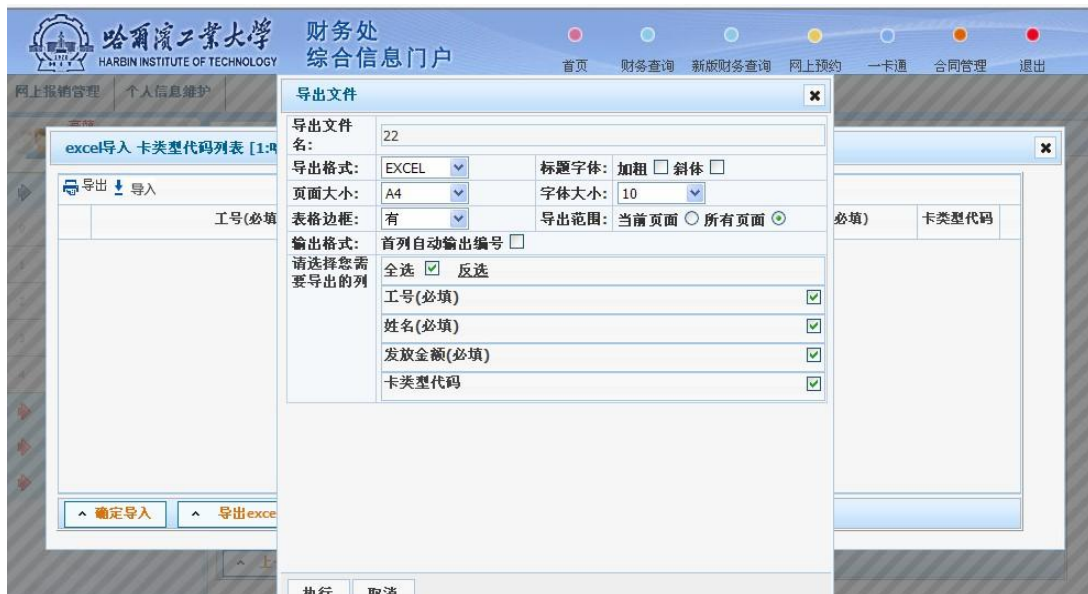 哈爾濱工業大學
HARBIN INSTITUTE OF TECHNOLOGY
财务处
综合信息门户
首页 财务查询 新版财务查询 网上预约 一卡通 合同管理 退出
网上报销管理 个人信息维护
导出文件
excel导入 卡类型代码列表 [1:
导出 导入
工号(必填
必填) 卡类型代码
导出文件名:
22
导出格式: EXCEL 标题字体: 加粗 斜体
页面大小: A4 字体大小: 10
表格边框: 有 导出范围: 当前页面 所有页面
输出格式: 首列自动输出编号
请选择您需要导出的列
全选 反选
工号(必填)
姓名(必填)
发放金额(必填)
卡类型代码
确定导入 导出exce
执行 取消